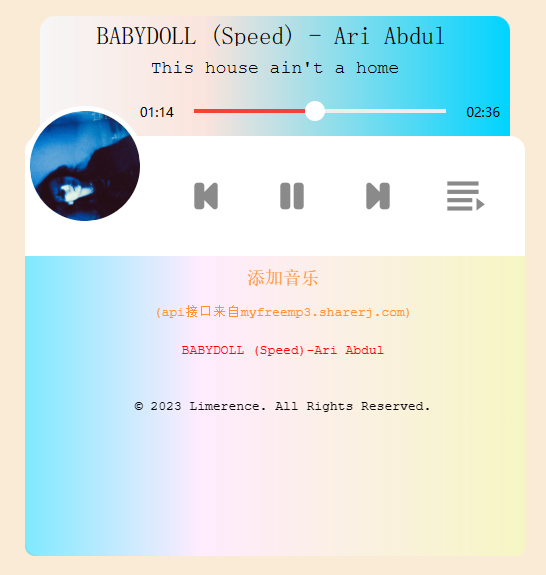 BABYDOLL (Speed) - Ari Abdul
This house ain't a home
01:14
02:36
添加音乐
(api接口来自myfreemp3.sharerj.com)
BABYDOLL (Speed)-Ari Abdul
© 2023 Limerence. All Rights Reserved.